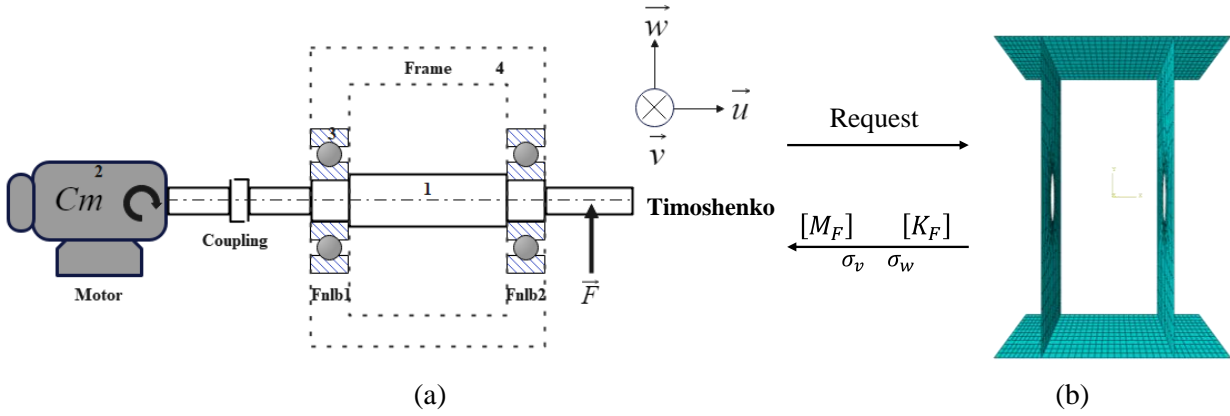 w
Frame 4
u
v
Request
3
2
Cm
1
Timoshenko
Coupling
[M_F] [K_F]
σ_v σ_w
Motor
Fnlb1
Fnlb2
F
(a)
(b)